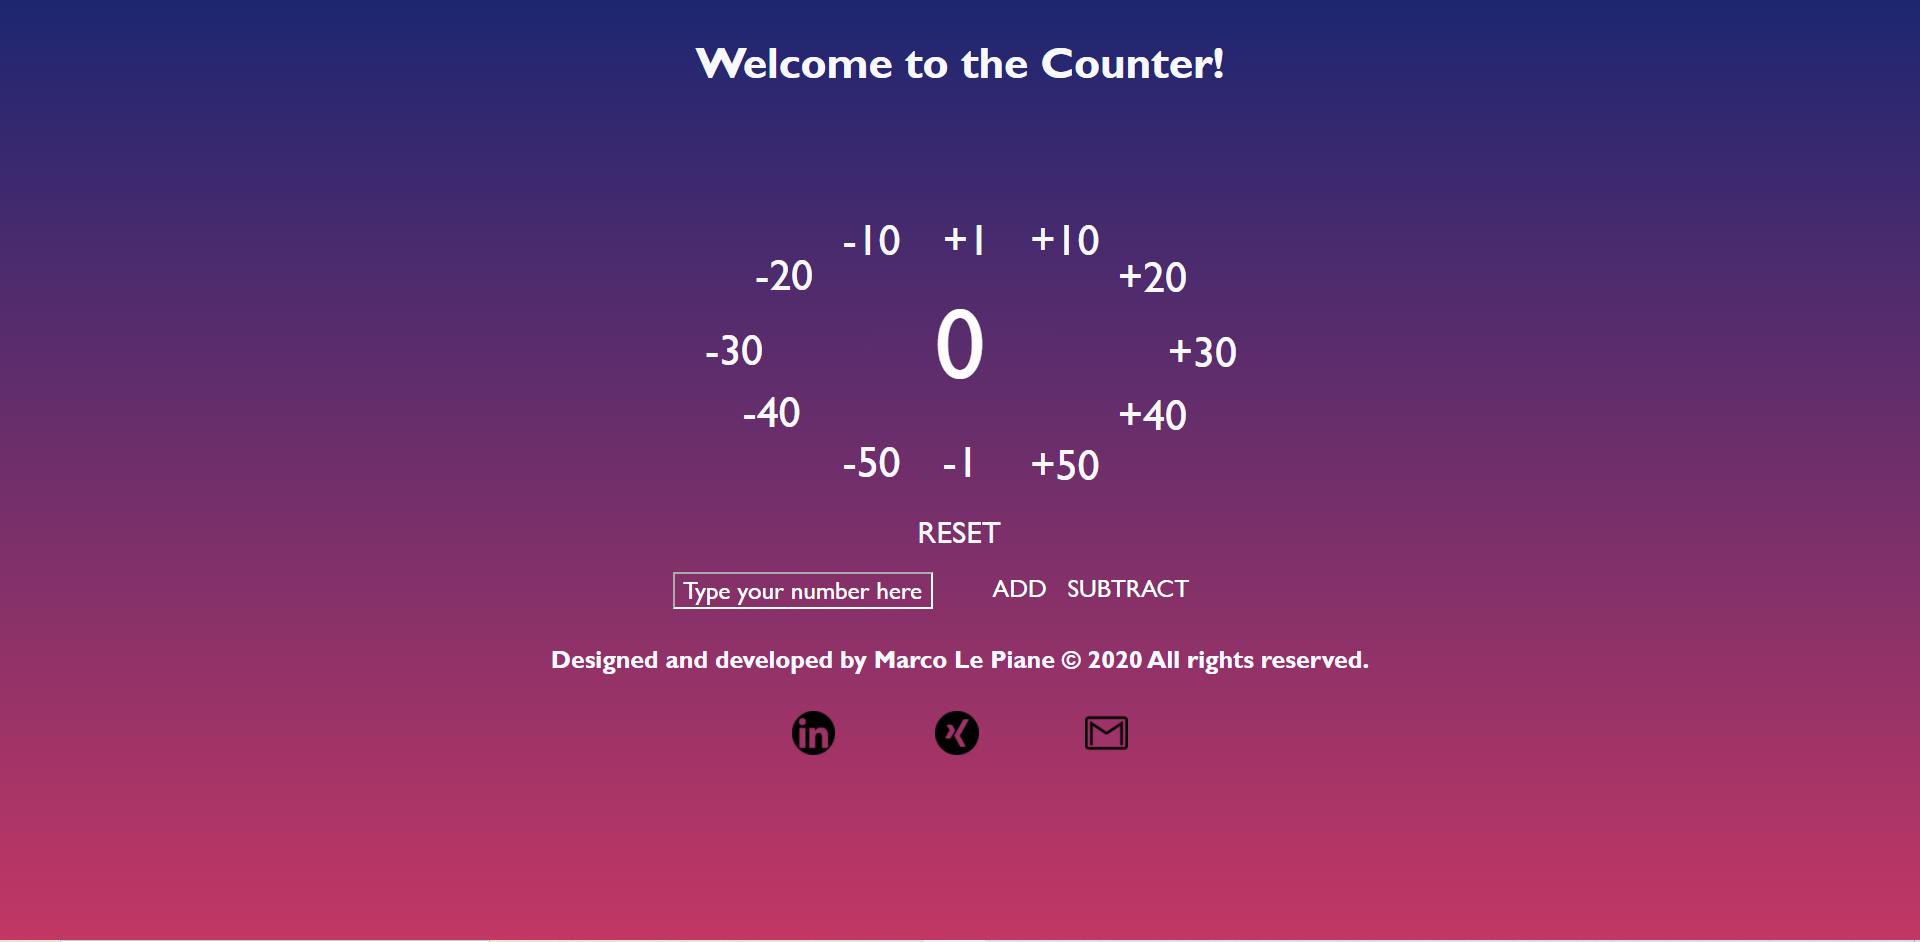 Welcome to the Counter!
-10 +1 +10
-20 +20
0
-30 +30
-40 +40
-50 -1 +50
RESET
Type your number here ADD SUBTRACT
Designed and developed by Marco Le Piane © 2020 All rights reserved.
in